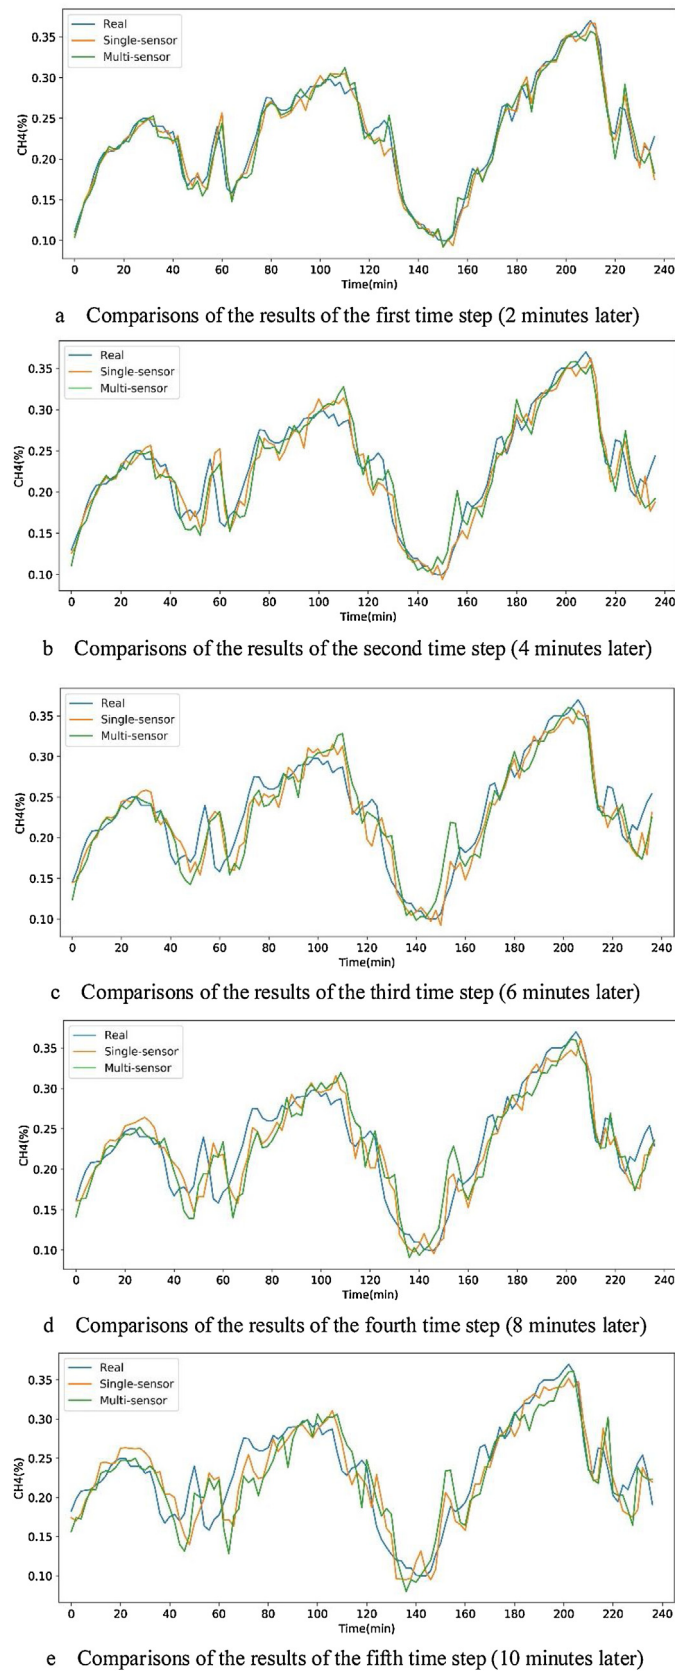 Real
Single-sensor
Multi-sensor
0.35
0.30
0.25
0.20
0.15
0.10
CH4(%)
0 20 40 60 80 100 120 140 160 180 200 220 240
Time(min)
a Comparisons of the results of the first time step (2 minutes later)
Real
Single-sensor
Multi-sensor
0.35
0.30
0.25
0.20
0.15
0.10
CH4(%)
0 20 40 60 80 100 120 140 160 180 200 220 240
Time(min)
b Comparisons of the results of the second time step (4 minutes later)
Real
Single-sensor
Multi-sensor
0.35
0.30
0.25
0.20
0.15
0.10
CH4(%)
0 20 40 60 80 100 120 140 160 180 200 220 240
Time(min)
c Comparisons of the results of the third time step (6 minutes later)
Real
Single-sensor
Multi-sensor
0.35
0.30
0.25
0.20
0.15
0.10
CH4(%)
0 20 40 60 80 100 120 140 160 180 200 220 240
Time(min)
d Comparisons of the results of the fourth time step (8 minutes later)
Real
Single-sensor
Multi-sensor
0.35
0.30
0.25
0.20
0.15
0.10
CH4(%)
0 20 40 60 80 100 120 140 160 180 200 220 240
Time(min)
e Comparisons of the results of the fifth time step (10 minutes later)